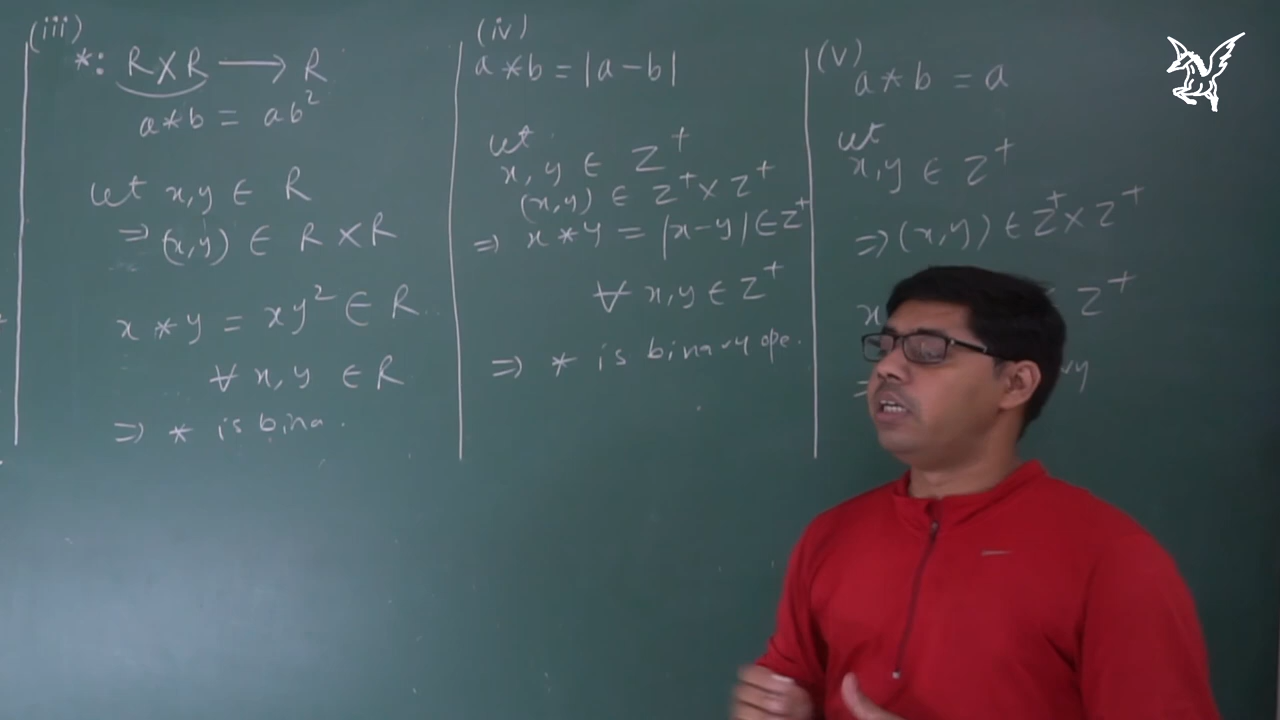 (iii)
*: R X R ⟶ R
a * b = ab²
let x, y ∈ R
⇒ (x, y) ∈ R X R
x * y = xy² ∈ R
∀ x, y ∈ R
⇒ * is bina.
(iv)
a * b = |a - b|
let
x, y ∈ Z⁺
(x, y) ∈ Z⁺ x Z⁺
⇒ x * y = |x - y| ∈ Z⁺
∀ x, y ∈ Z⁺
⇒ * is binary ope.
(v)
a * b = a
let
x, y ∈ Z⁺
⇒ (x, y) ∈ Z⁺ X Z⁺
x ∈ Z⁺
⇒